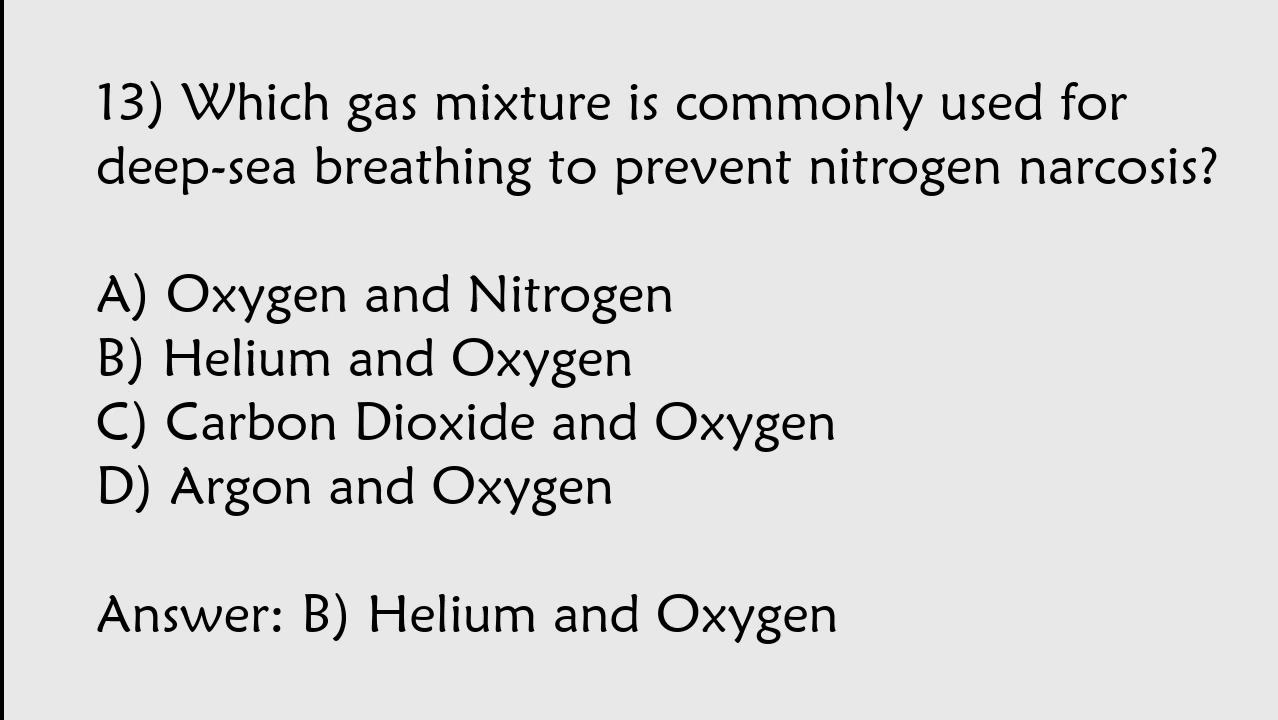 13) Which gas mixture is commonly used for
deep-sea breathing to prevent nitrogen narcosis?
A) Oxygen and Nitrogen
B) Helium and Oxygen
C) Carbon Dioxide and Oxygen
D) Argon and Oxygen
Answer: B) Helium and Oxygen